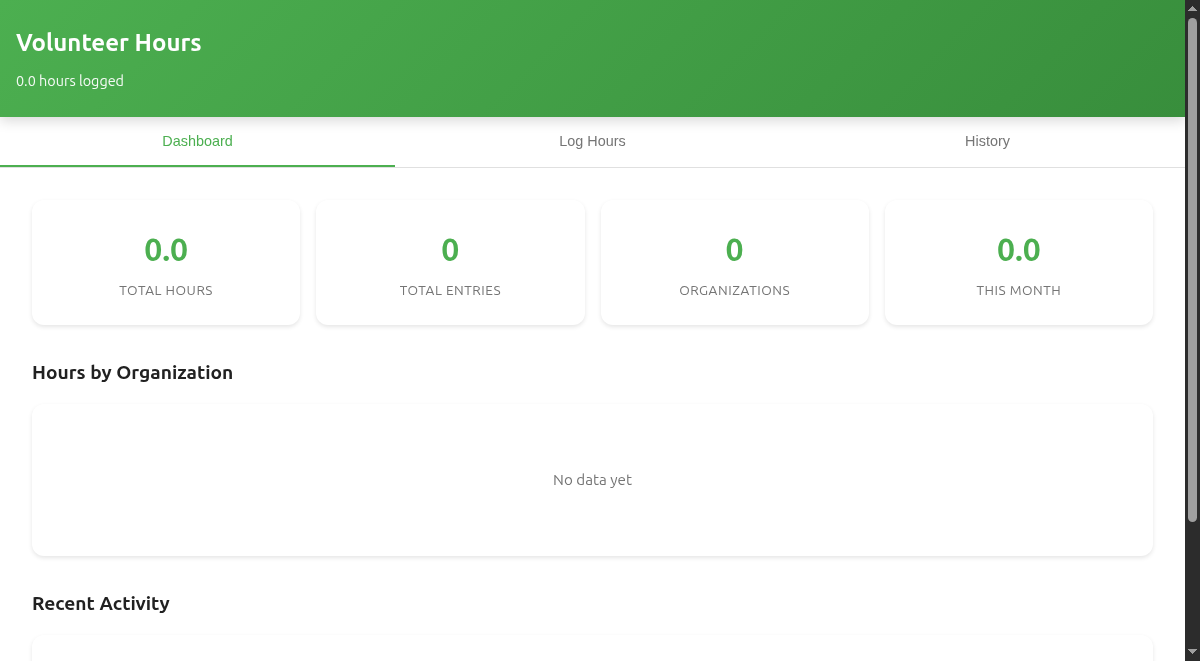 Volunteer Hours
0.0 hours logged
Dashboard
Log Hours
History
0.0
TOTAL HOURS
0
TOTAL ENTRIES
0
ORGANIZATIONS
0.0
THIS MONTH
Hours by Organization
No data yet
Recent Activity